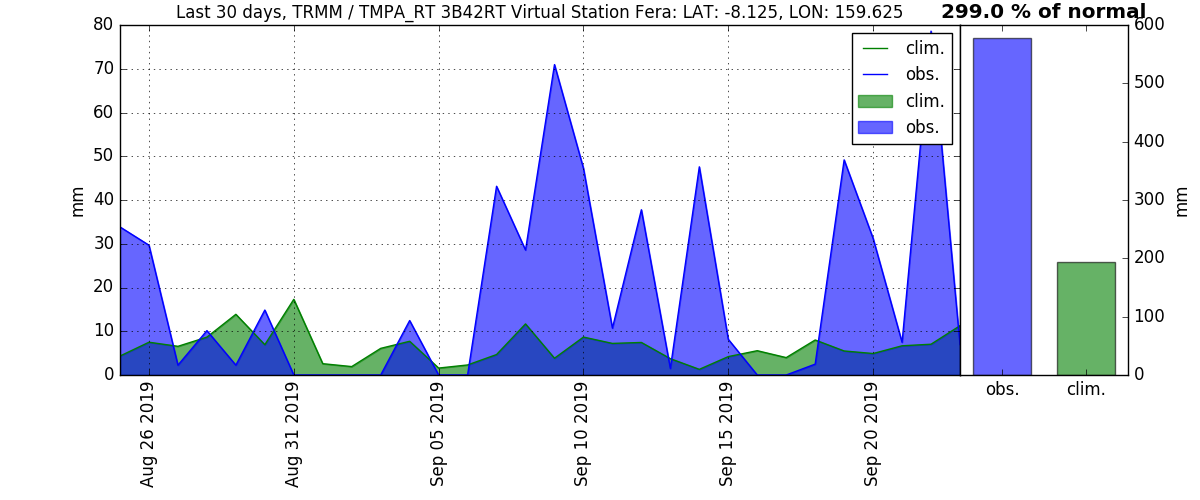 Last 30 days, TRMM / TMPA_RT 3B42RT Virtual Station Fera: LAT: -8.125, LON: 159.625
299.0 % of normal
80
70
60
50
40
30
20
10
0
mm
clim.
obs.
clim.
obs.
600
500
400
300
200
100
0
mm
Aug 26 2019
Aug 31 2019
Sep 05 2019
Sep 10 2019
Sep 15 2019
Sep 20 2019
obs.
clim.